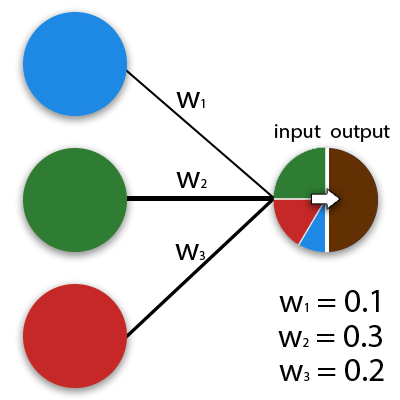 w₁
input output
w₂
w₃
w₁ = 0.1
w₂ = 0.3
w₃ = 0.2